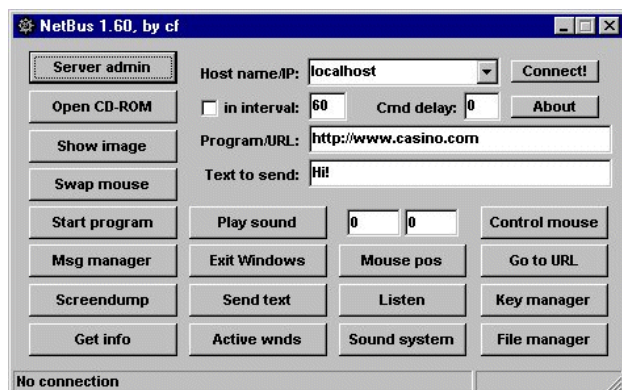 NetBus 1.60, by cf
Server admin
Host name/IP: localhost Connect!
Open CD-ROM
in interval: 60 Cmd delay: 0 About
Show image
Program/URL: http://www.casino.com
Swap mouse
Text to send: Hi!
Start program Play sound 0 0 Control mouse
Msg manager Exit Windows Mouse pos Go to URL
Screendump Send text Listen Key manager
Get info Active wnds Sound system File manager
No connection